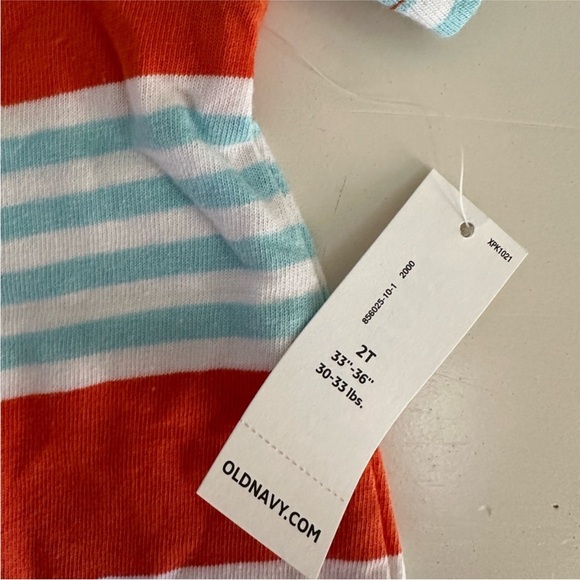 XPK1021
856025-10-1 2000
2T
33"-36"
30-33 lbs.
OLDNAVY.COM